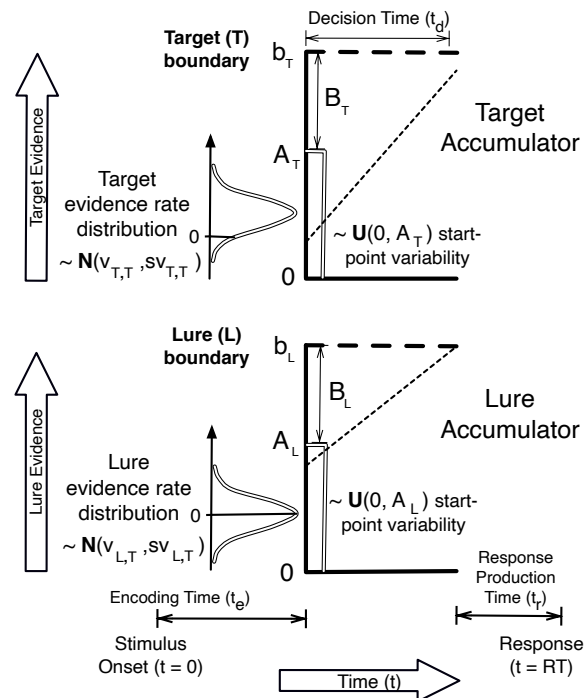 Decision Time (t_d)
Target (T)
boundary
b_T
B_T
Target
Accumulator
A_T
Target Evidence
Target
evidence rate
distribution
~ N(v_T,T ,sv_T,T )
0
~ U(0, A_T) start-
point variability
0
Lure (L)
boundary
b_L
B_L
Lure
Accumulator
A_L
Lure Evidence
Lure
evidence rate
distribution
~ N(v_L,T ,sv_L,T )
0
~ U(0, A_L) start-
point variability
0
Encoding Time (t_e)
Response
Production
Time (t_r)
Stimulus
Onset (t = 0)
Time (t)
Response
(t = RT)